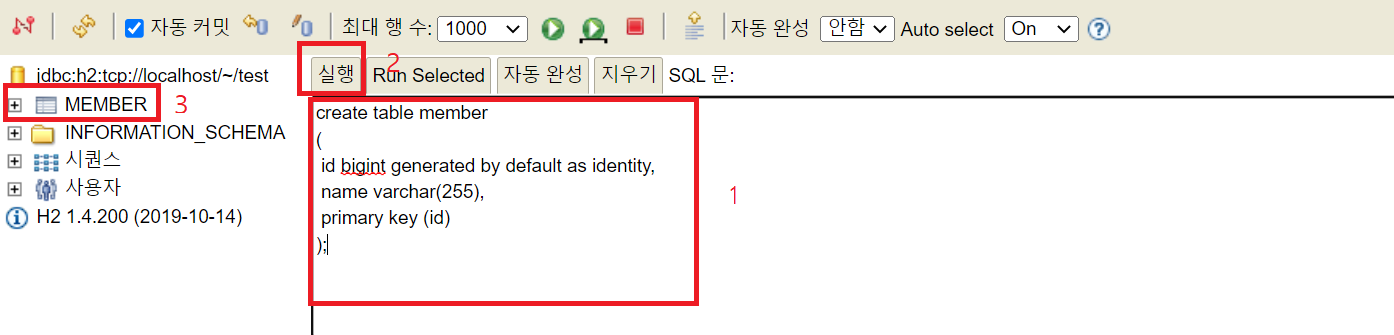 자동 커밋 최대 행 수: 1000 자동 완성 안함 Auto select On
실행 2 Run Selected 자동 완성 지우기 SQL 문:
jdbc:h2:tcp://localhost/~/test
MEMBER 3
INFORMATION_SCHEMA
시퀀스
사용자
H2 1.4.200 (2019-10-14)
create table member
(
id bigint generated by default as identity,
name varchar(255),
primary key (id)
);
1